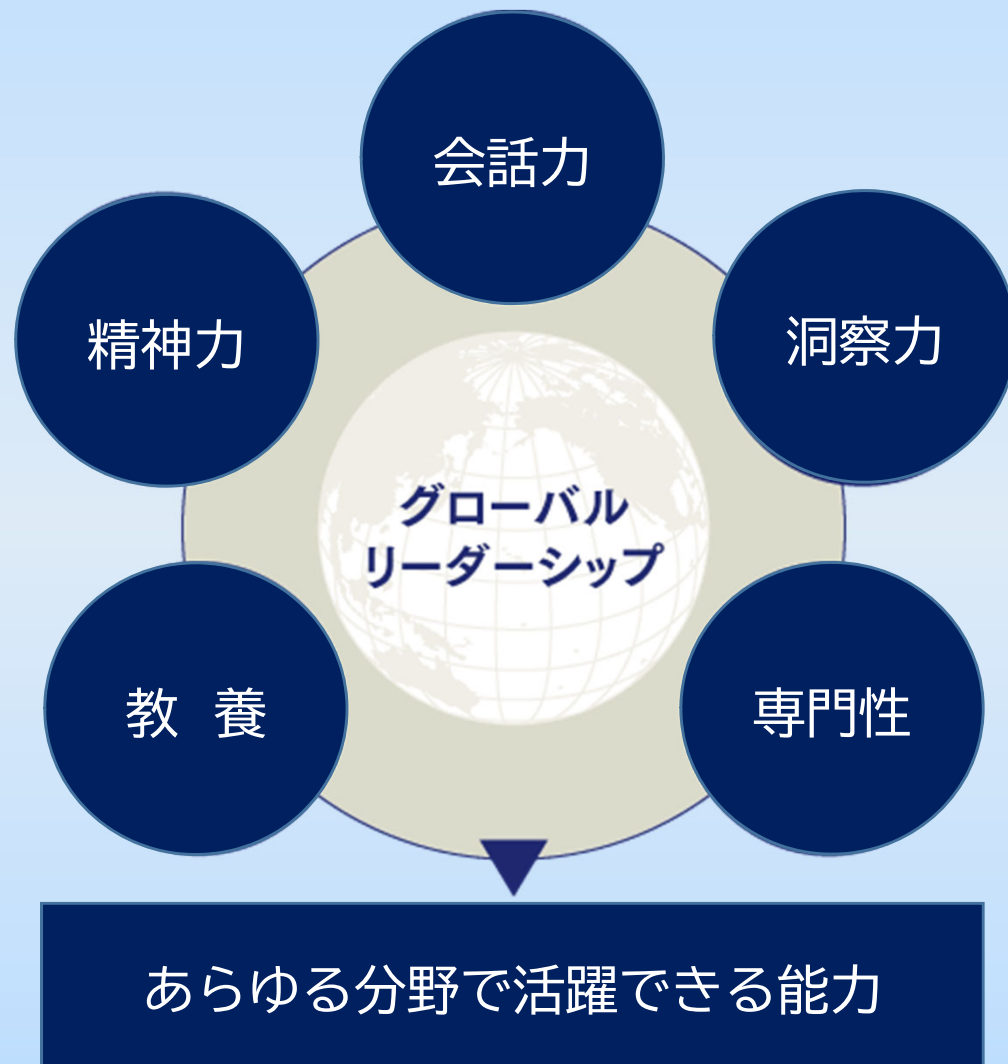 会話力
精神力
洞察力
グローバル
リーダーシップ
教 養
専門性
あらゆる分野で活躍できる能力